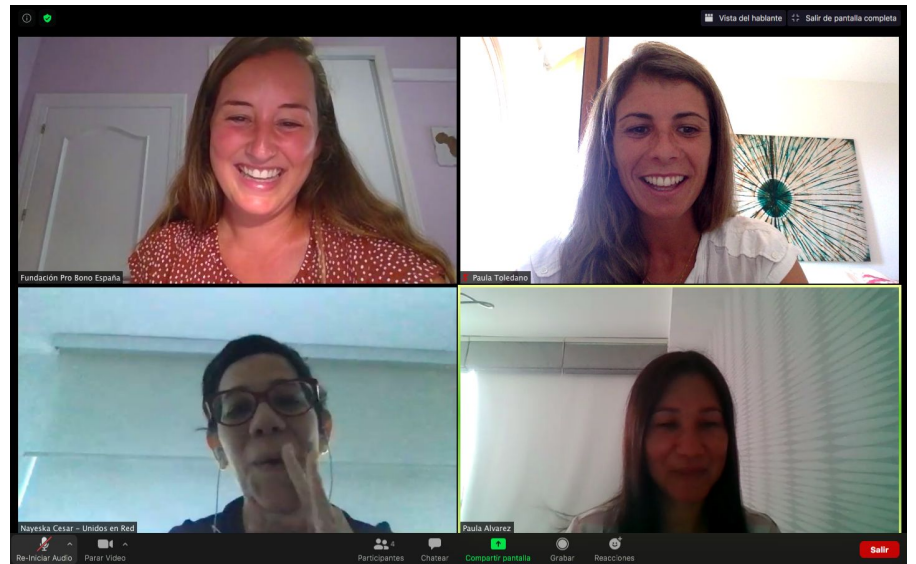 Vista del hablante
Salir de pantalla completa
Fundación Pro Bono España
Paula Toledano
Nayeska Cesar – Unidos en Red
Paula Alvarez
Re-Iniciar Audio
Parar Video
4
Participantes
Chatear
Compartir pantalla
Grabar
Reacciones
Salir